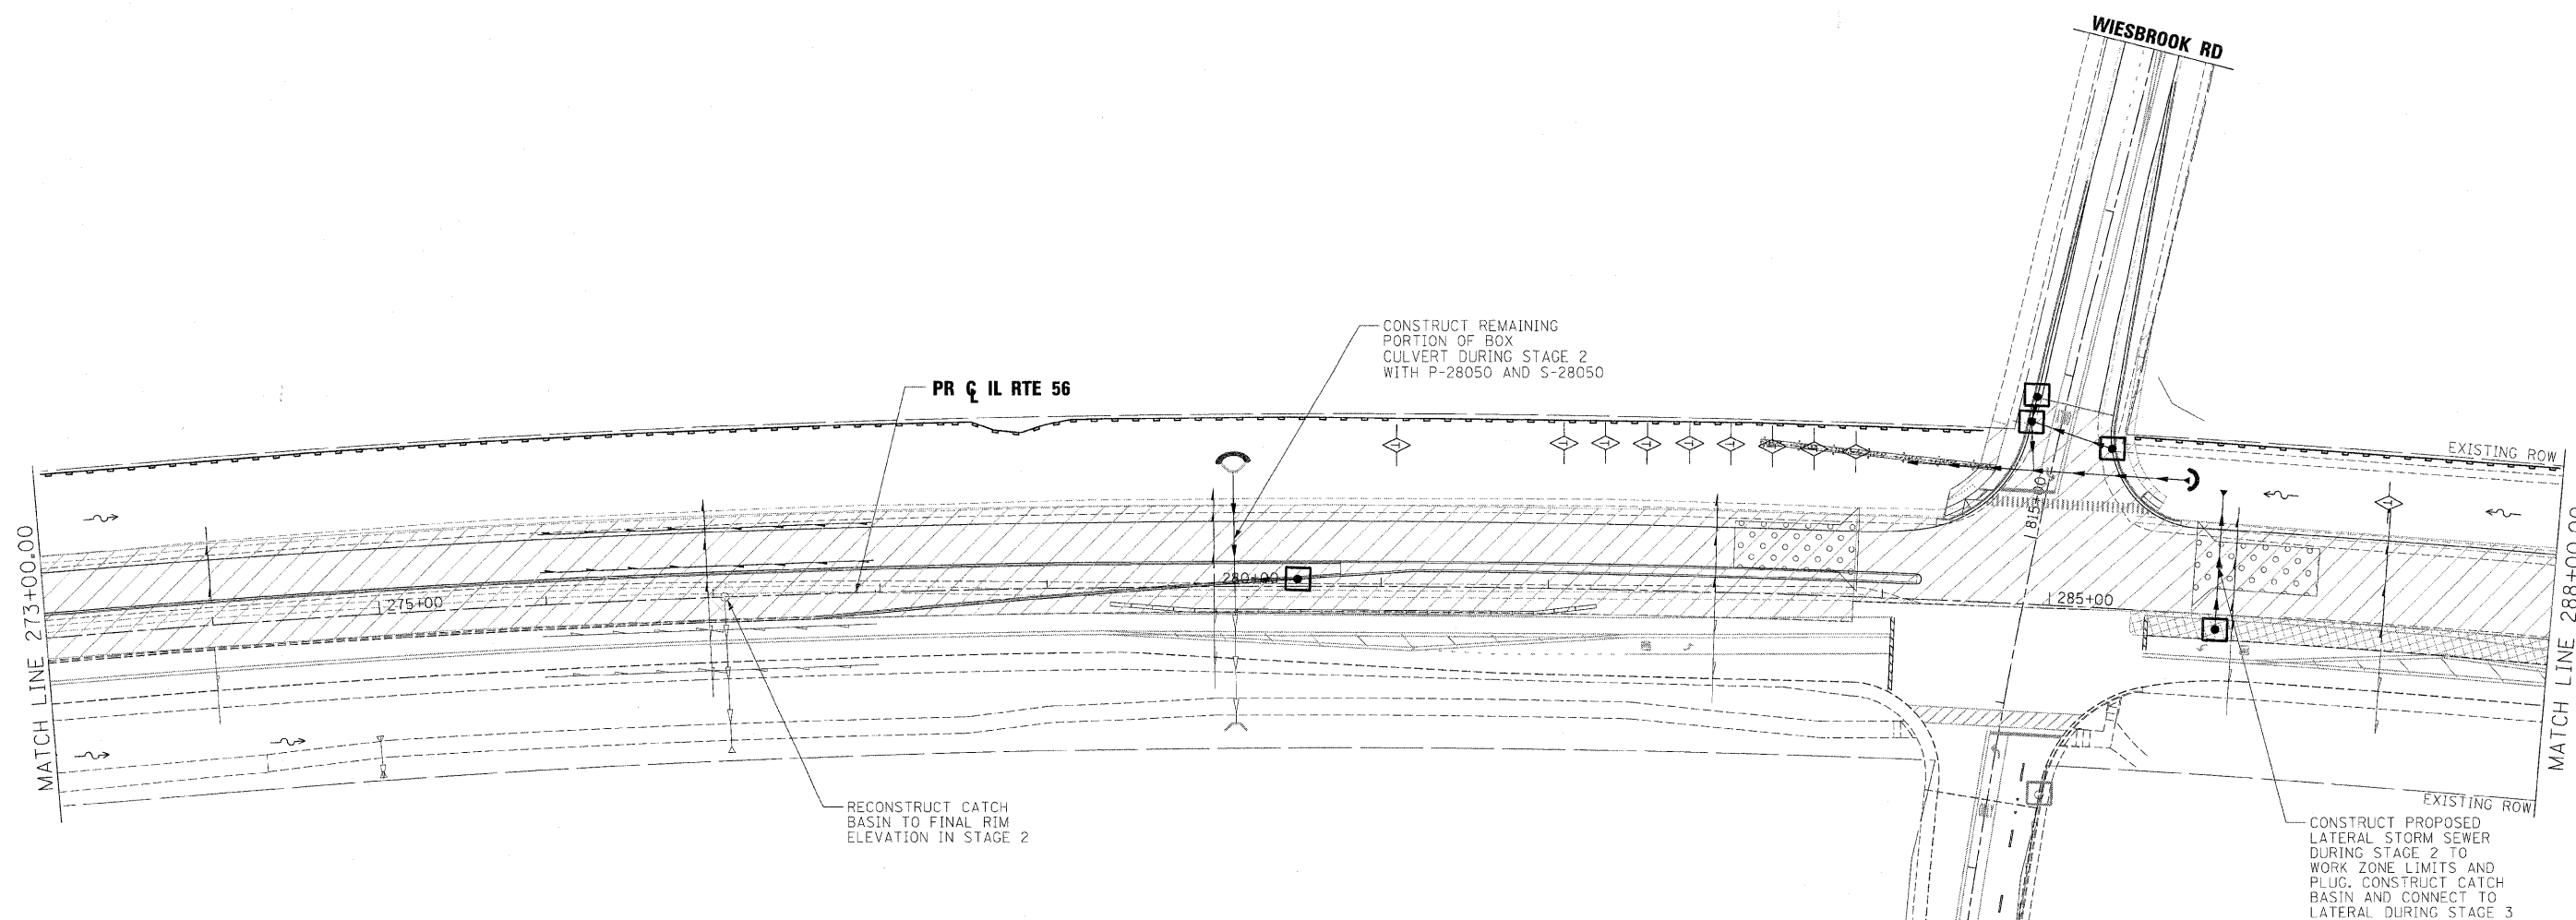 WIESBROOK RD
CONSTRUCT REMAINING
PORTION OF BOX
CULVERT DURING STAGE 2
WITH P-28050 AND S-28050
PR ℄ IL RTE 56
EXISTING ROW
815+00
MATCH LINE 273+00.00
275+00
280+00
285+00
MATCH LINE 288+00.00
RECONSTRUCT CATCH
BASIN TO FINAL RIM
ELEVATION IN STAGE 2
EXISTING ROW
CONSTRUCT PROPOSED
LATERAL STORM SEWER
DURING STAGE 2 TO
WORK ZONE LIMITS AND
PLUG. CONSTRUCT CATCH
BASIN AND CONNECT TO
LATERAL DURING STAGE 3